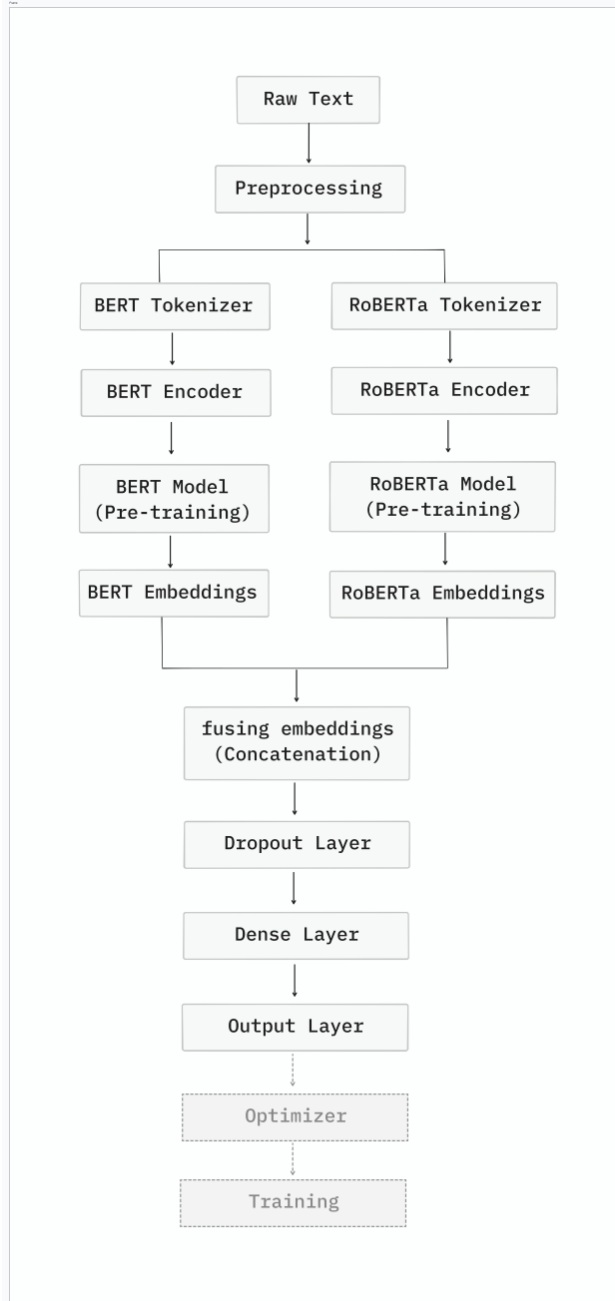 Raw Text
Preprocessing
BERT Tokenizer
RoBERTa Tokenizer
BERT Encoder
RoBERTa Encoder
BERT Model
(Pre-training)
RoBERTa Model
(Pre-training)
BERT Embeddings
RoBERTa Embeddings
fusing embeddings
(Concatenation)
Dropout Layer
Dense Layer
Output Layer
Optimizer
Training